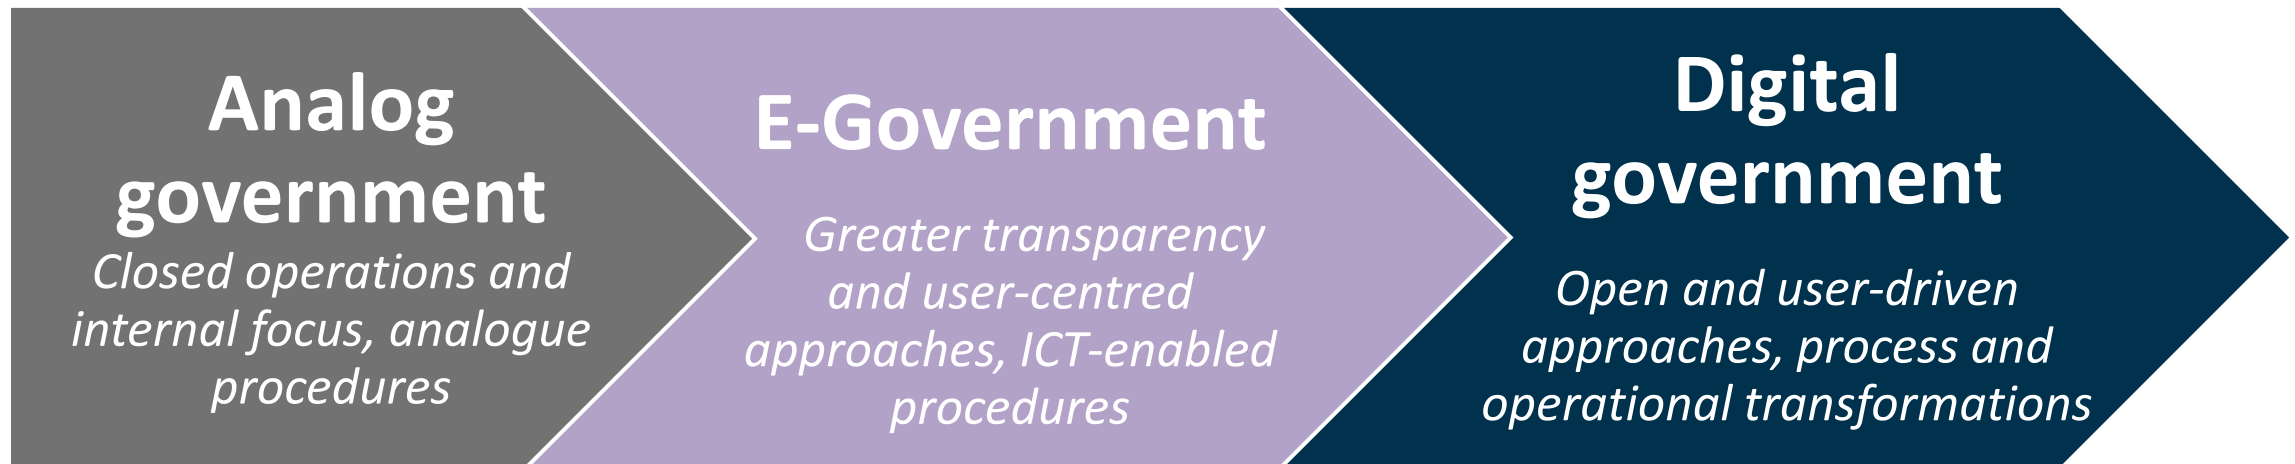 Analog
government
Closed operations and
internal focus, analogue
procedures
E-Government
Greater transparency
and user-centred
approaches, ICT-enabled
procedures
Digital
government
Open and user-driven
approaches, process and
operational transformations